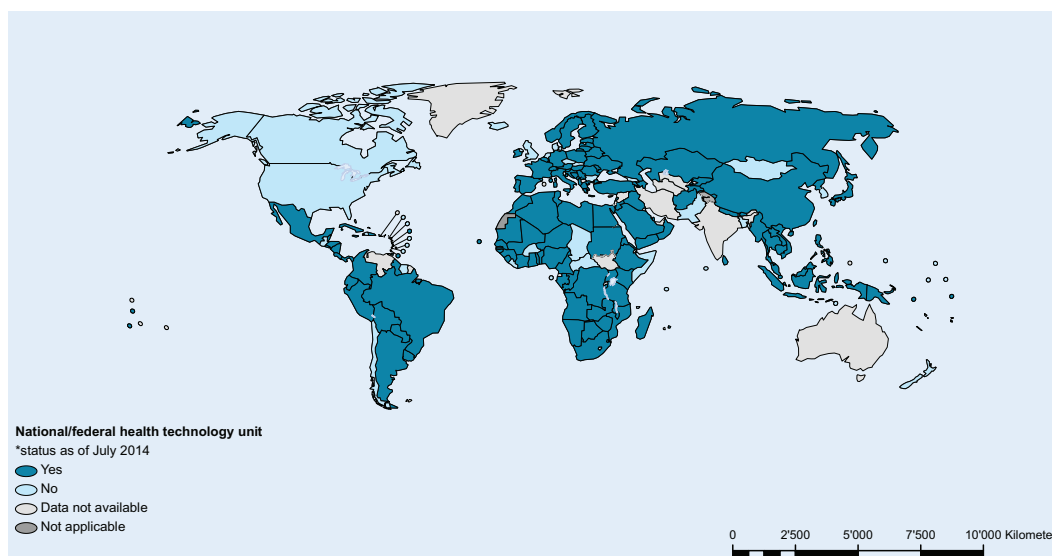 National/federal health technology unit
*status as of July 2014
Yes
No
Data not available
Not applicable
0 2'500 5'000 7'500 10'000 Kilomete